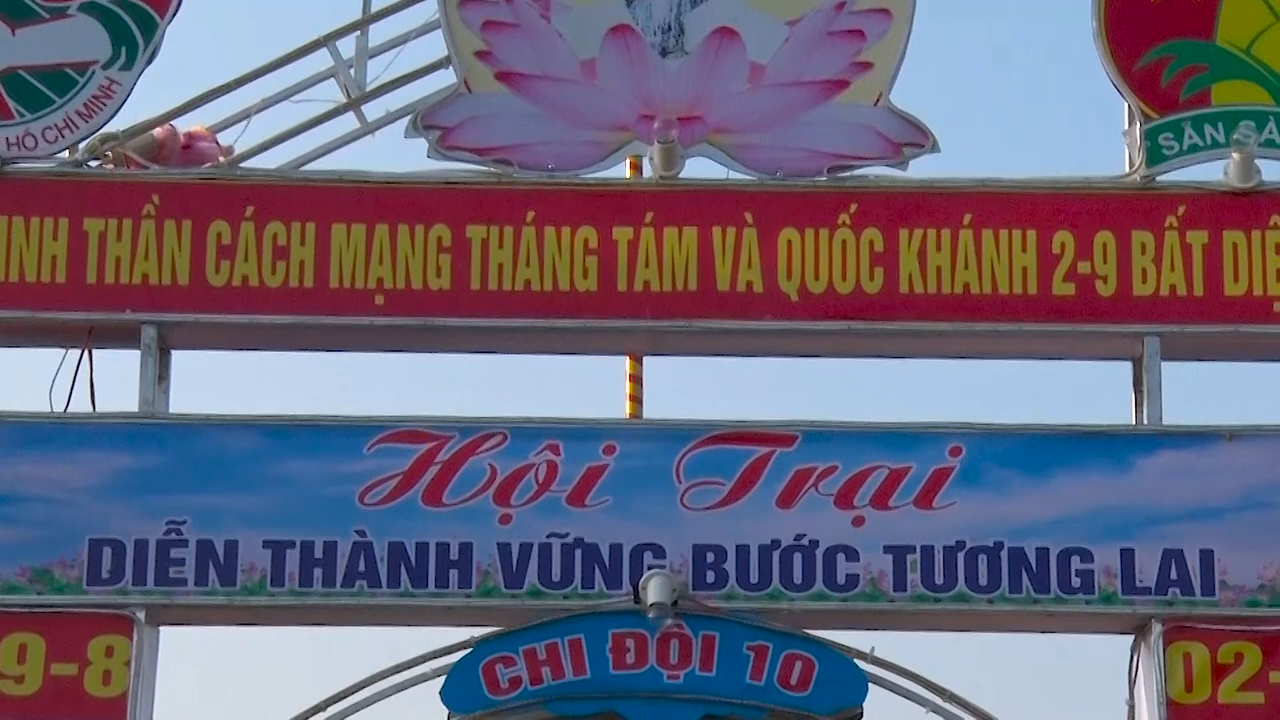 HỒ CHÍ MINH
SẴN SÀ
INH THẦN CÁCH MẠNG THÁNG TÁM VÀ QUỐC KHÁNH 2-9 BẤT DIỆ
Hội Trại
DIỄN THÀNH VỮNG BƯỚC TƯƠNG LAI
CHI ĐỘI 10
9-8
02-